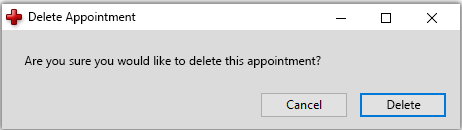 Delete Appointment
Are you sure you would like to delete this appointment?
Cancel
Delete